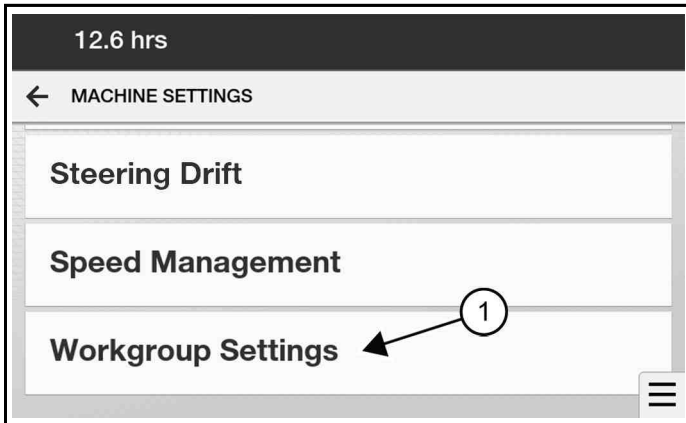 12.6 hrs
MACHINE SETTINGS
Steering Drift
Speed Management
1
Workgroup Settings